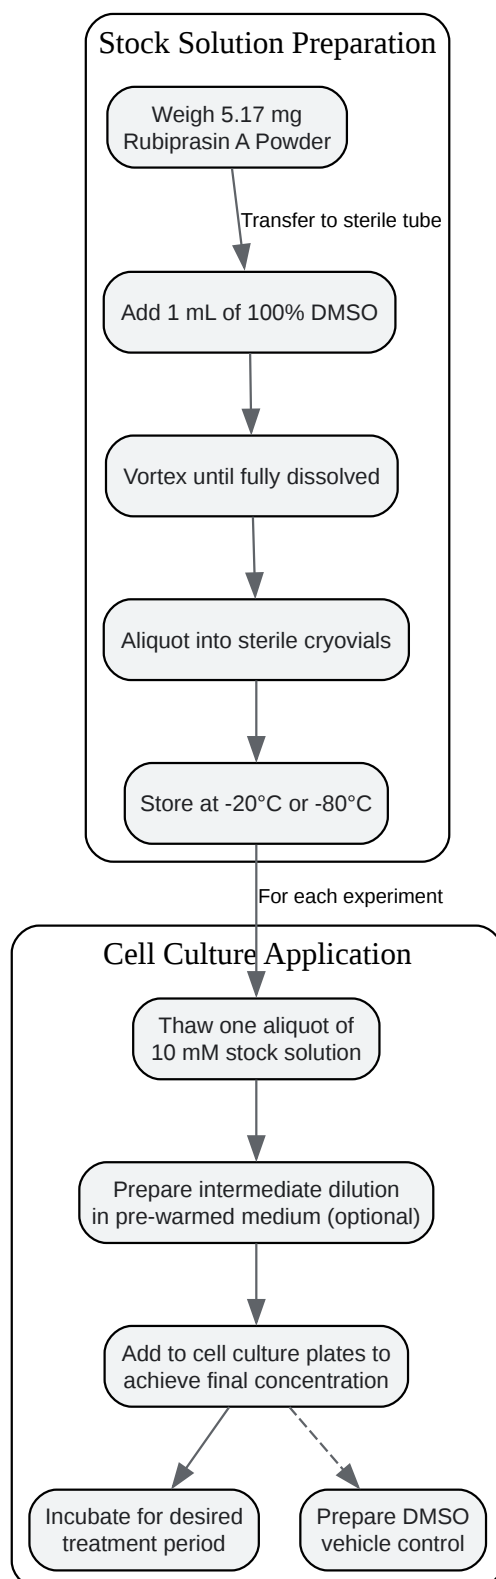 Stock Solution Preparation
Weigh 5.17 mg
Rubiprasin A Powder
Transfer to sterile tube
Add 1 mL of 100% DMSO
Vortex until fully dissolved
Aliquot into sterile cryovials
Store at -20°C or -80°C
For each experiment
Cell Culture Application
Thaw one aliquot of
10 mM stock solution
Prepare intermediate dilution
in pre-warmed medium (optional)
Add to cell culture plates to
achieve final concentration
Incubate for desired
treatment period
Prepare DMSO
vehicle control